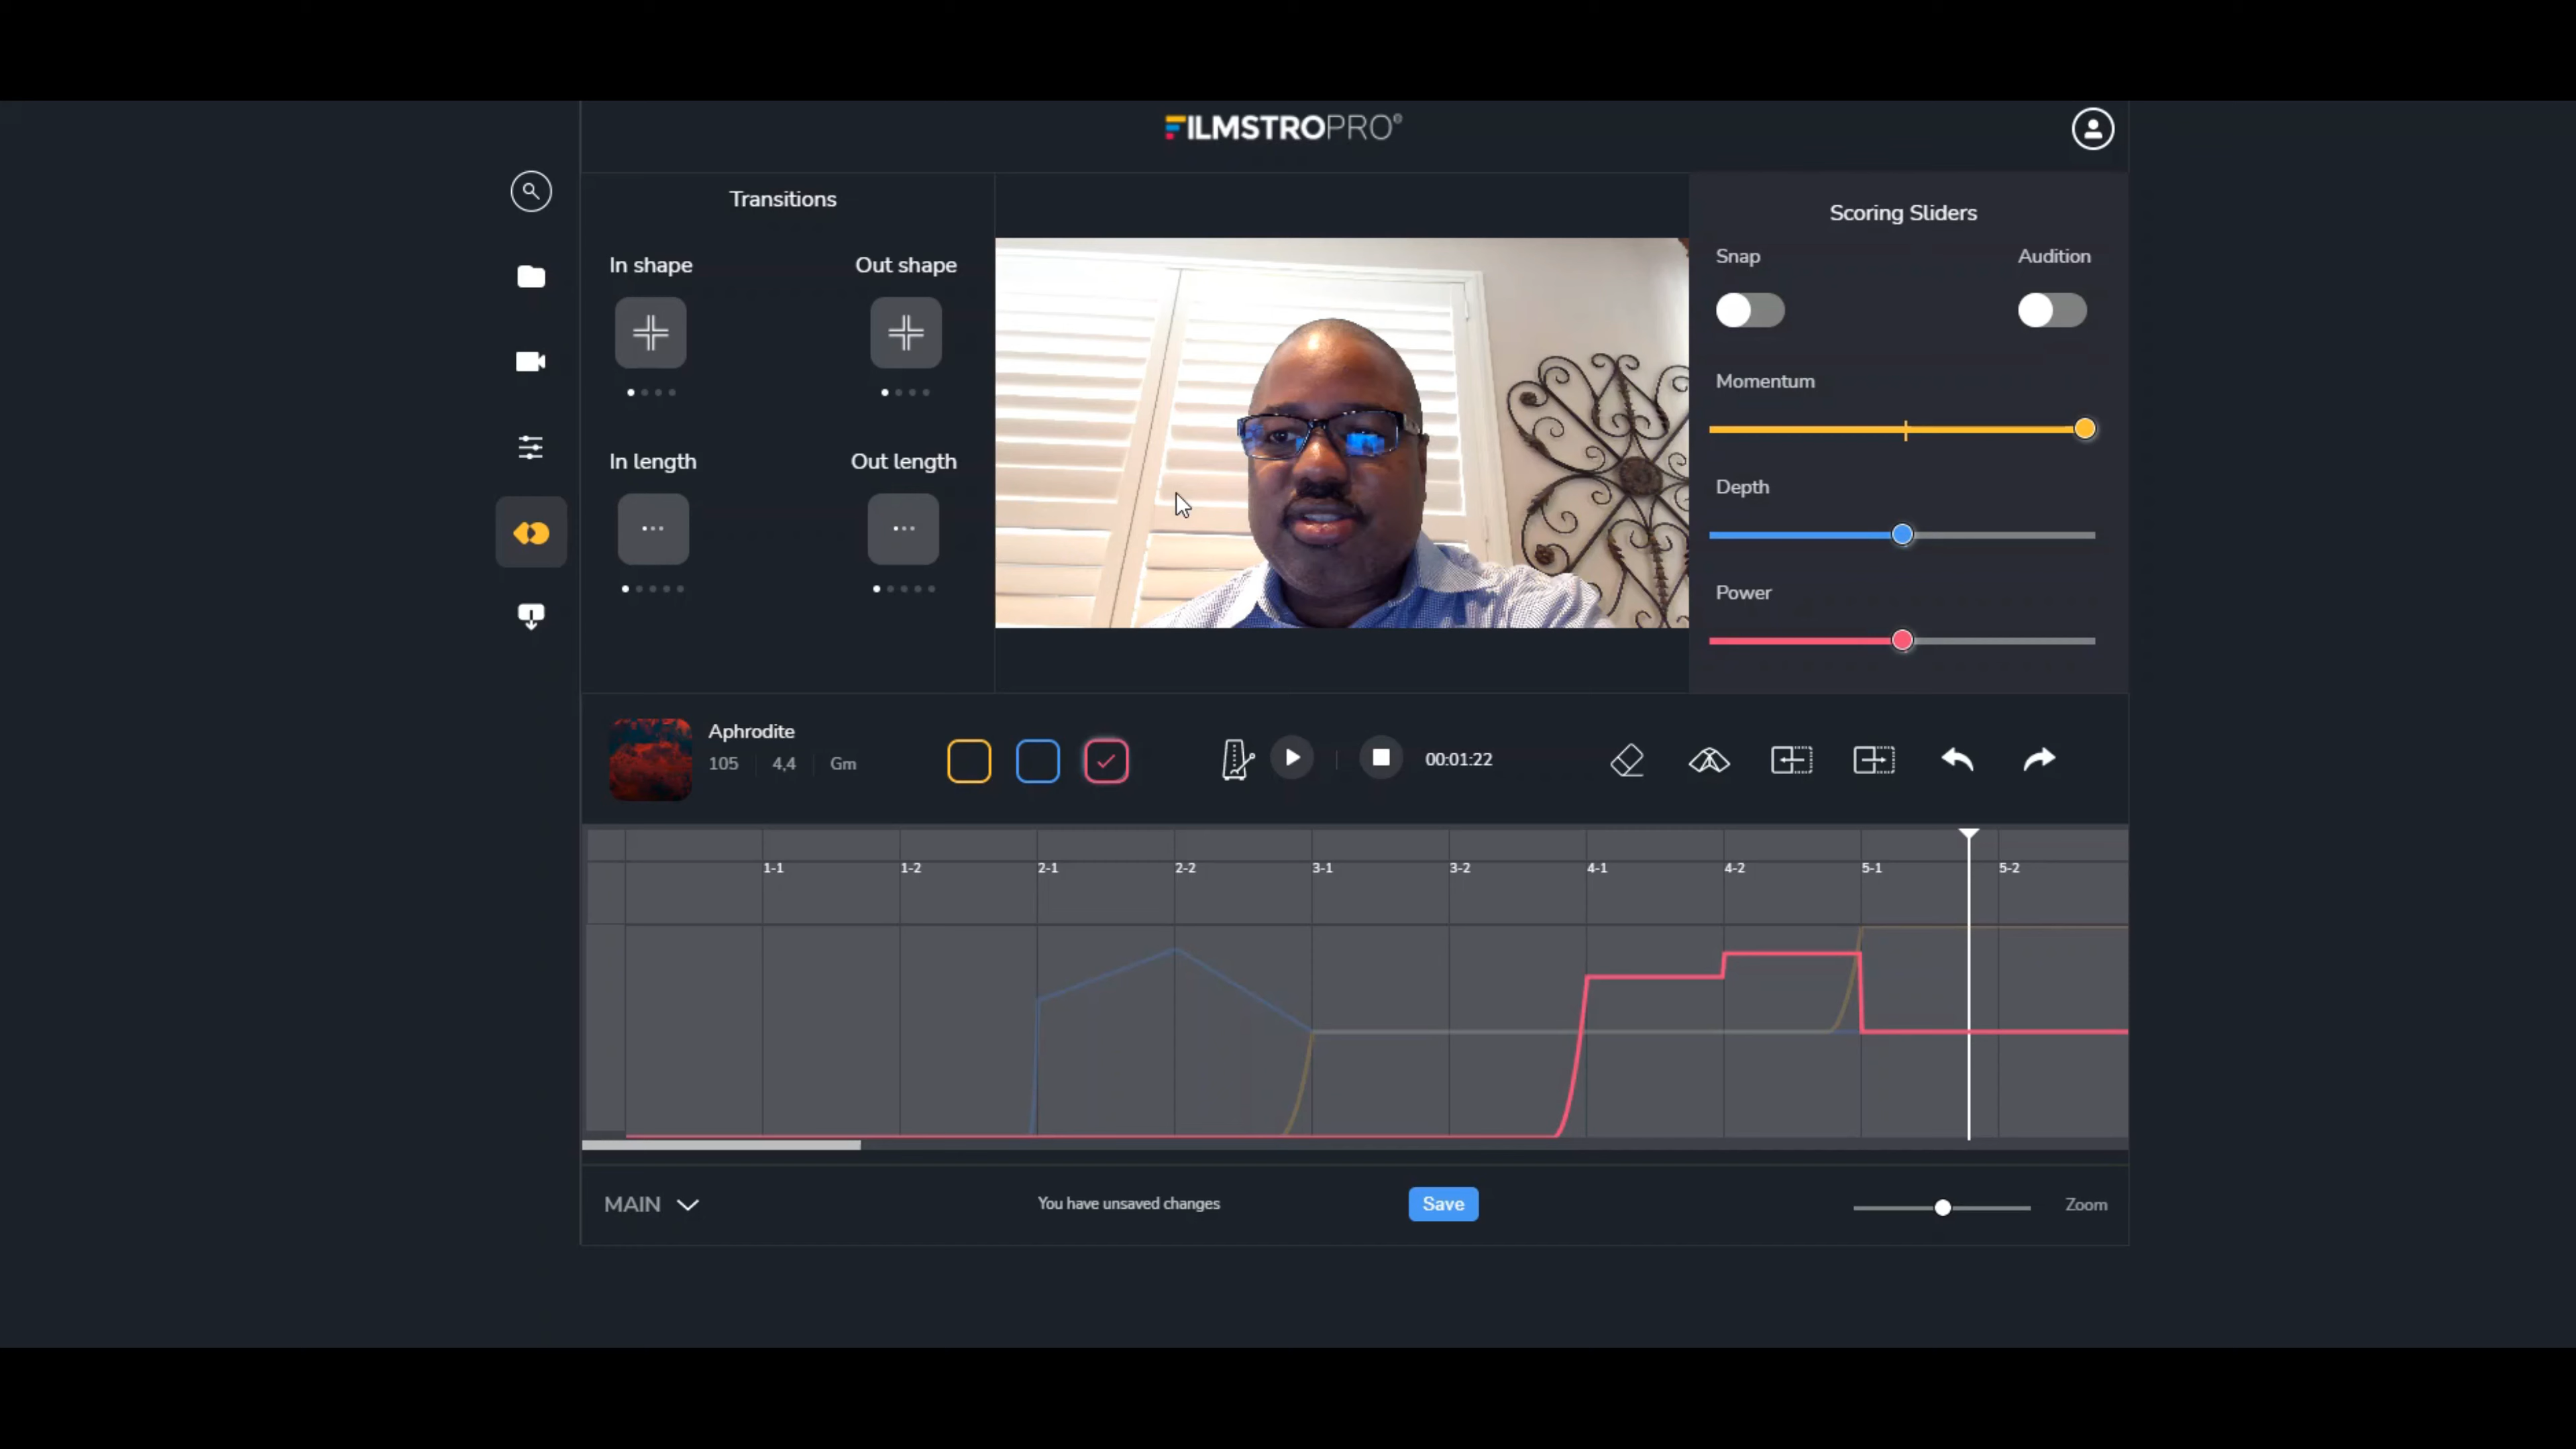 FILMSTROPRO®
Transitions
In shape
Out shape
In length
Out length
Scoring Sliders
Snap
Audition
Momentum
Depth
Power
Aphrodite
105 4,4 Gm
00:01:22
1-1 1-2 2-1 2-2 3-1 3-2 4-1 4-2 5-1 5-2
MAIN
You have unsaved changes
Save
Zoom